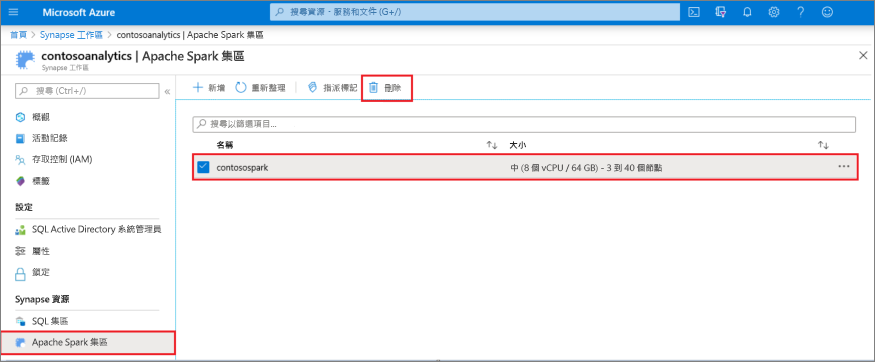 Microsoft Azure
搜尋資源、服務和文件 (G+/)
首頁 > Synapse 工作區 > contosoanalytics | Apache Spark 集區
contosoanalytics | Apache Spark 集區
Synapse 工作區
搜尋 (Ctrl+/)
新增 重新整理 指派標記 刪除
搜尋以篩選項目...
名稱 大小
contosospark 中 (8 個 vCPU / 64 GB) - 3 到 40 個節點
概觀
活動記錄
存取控制 (IAM)
標籤
設定
SQL Active Directory 系統管理員
屬性
鎖定
Synapse 資源
SQL 集區
Apache Spark 集區